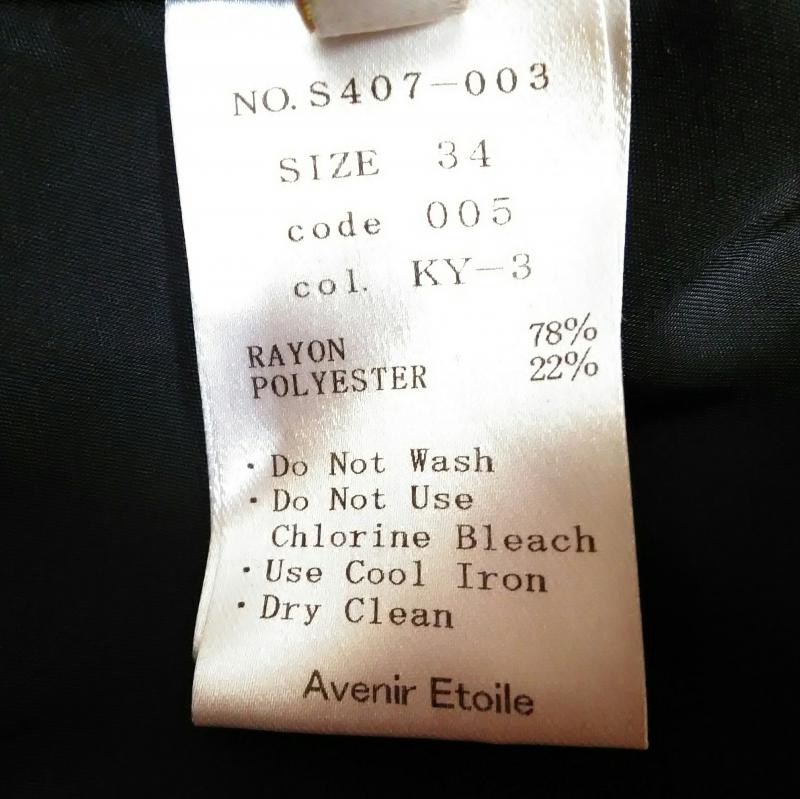 NO. S407-003
SIZE 34
code 005
col. KY-3
RAYON 78%
POLYESTER 22%
・Do Not Wash
・Do Not Use
Chlorine Bleach
・Use Cool Iron
・Dry Clean
Avenir Etoile